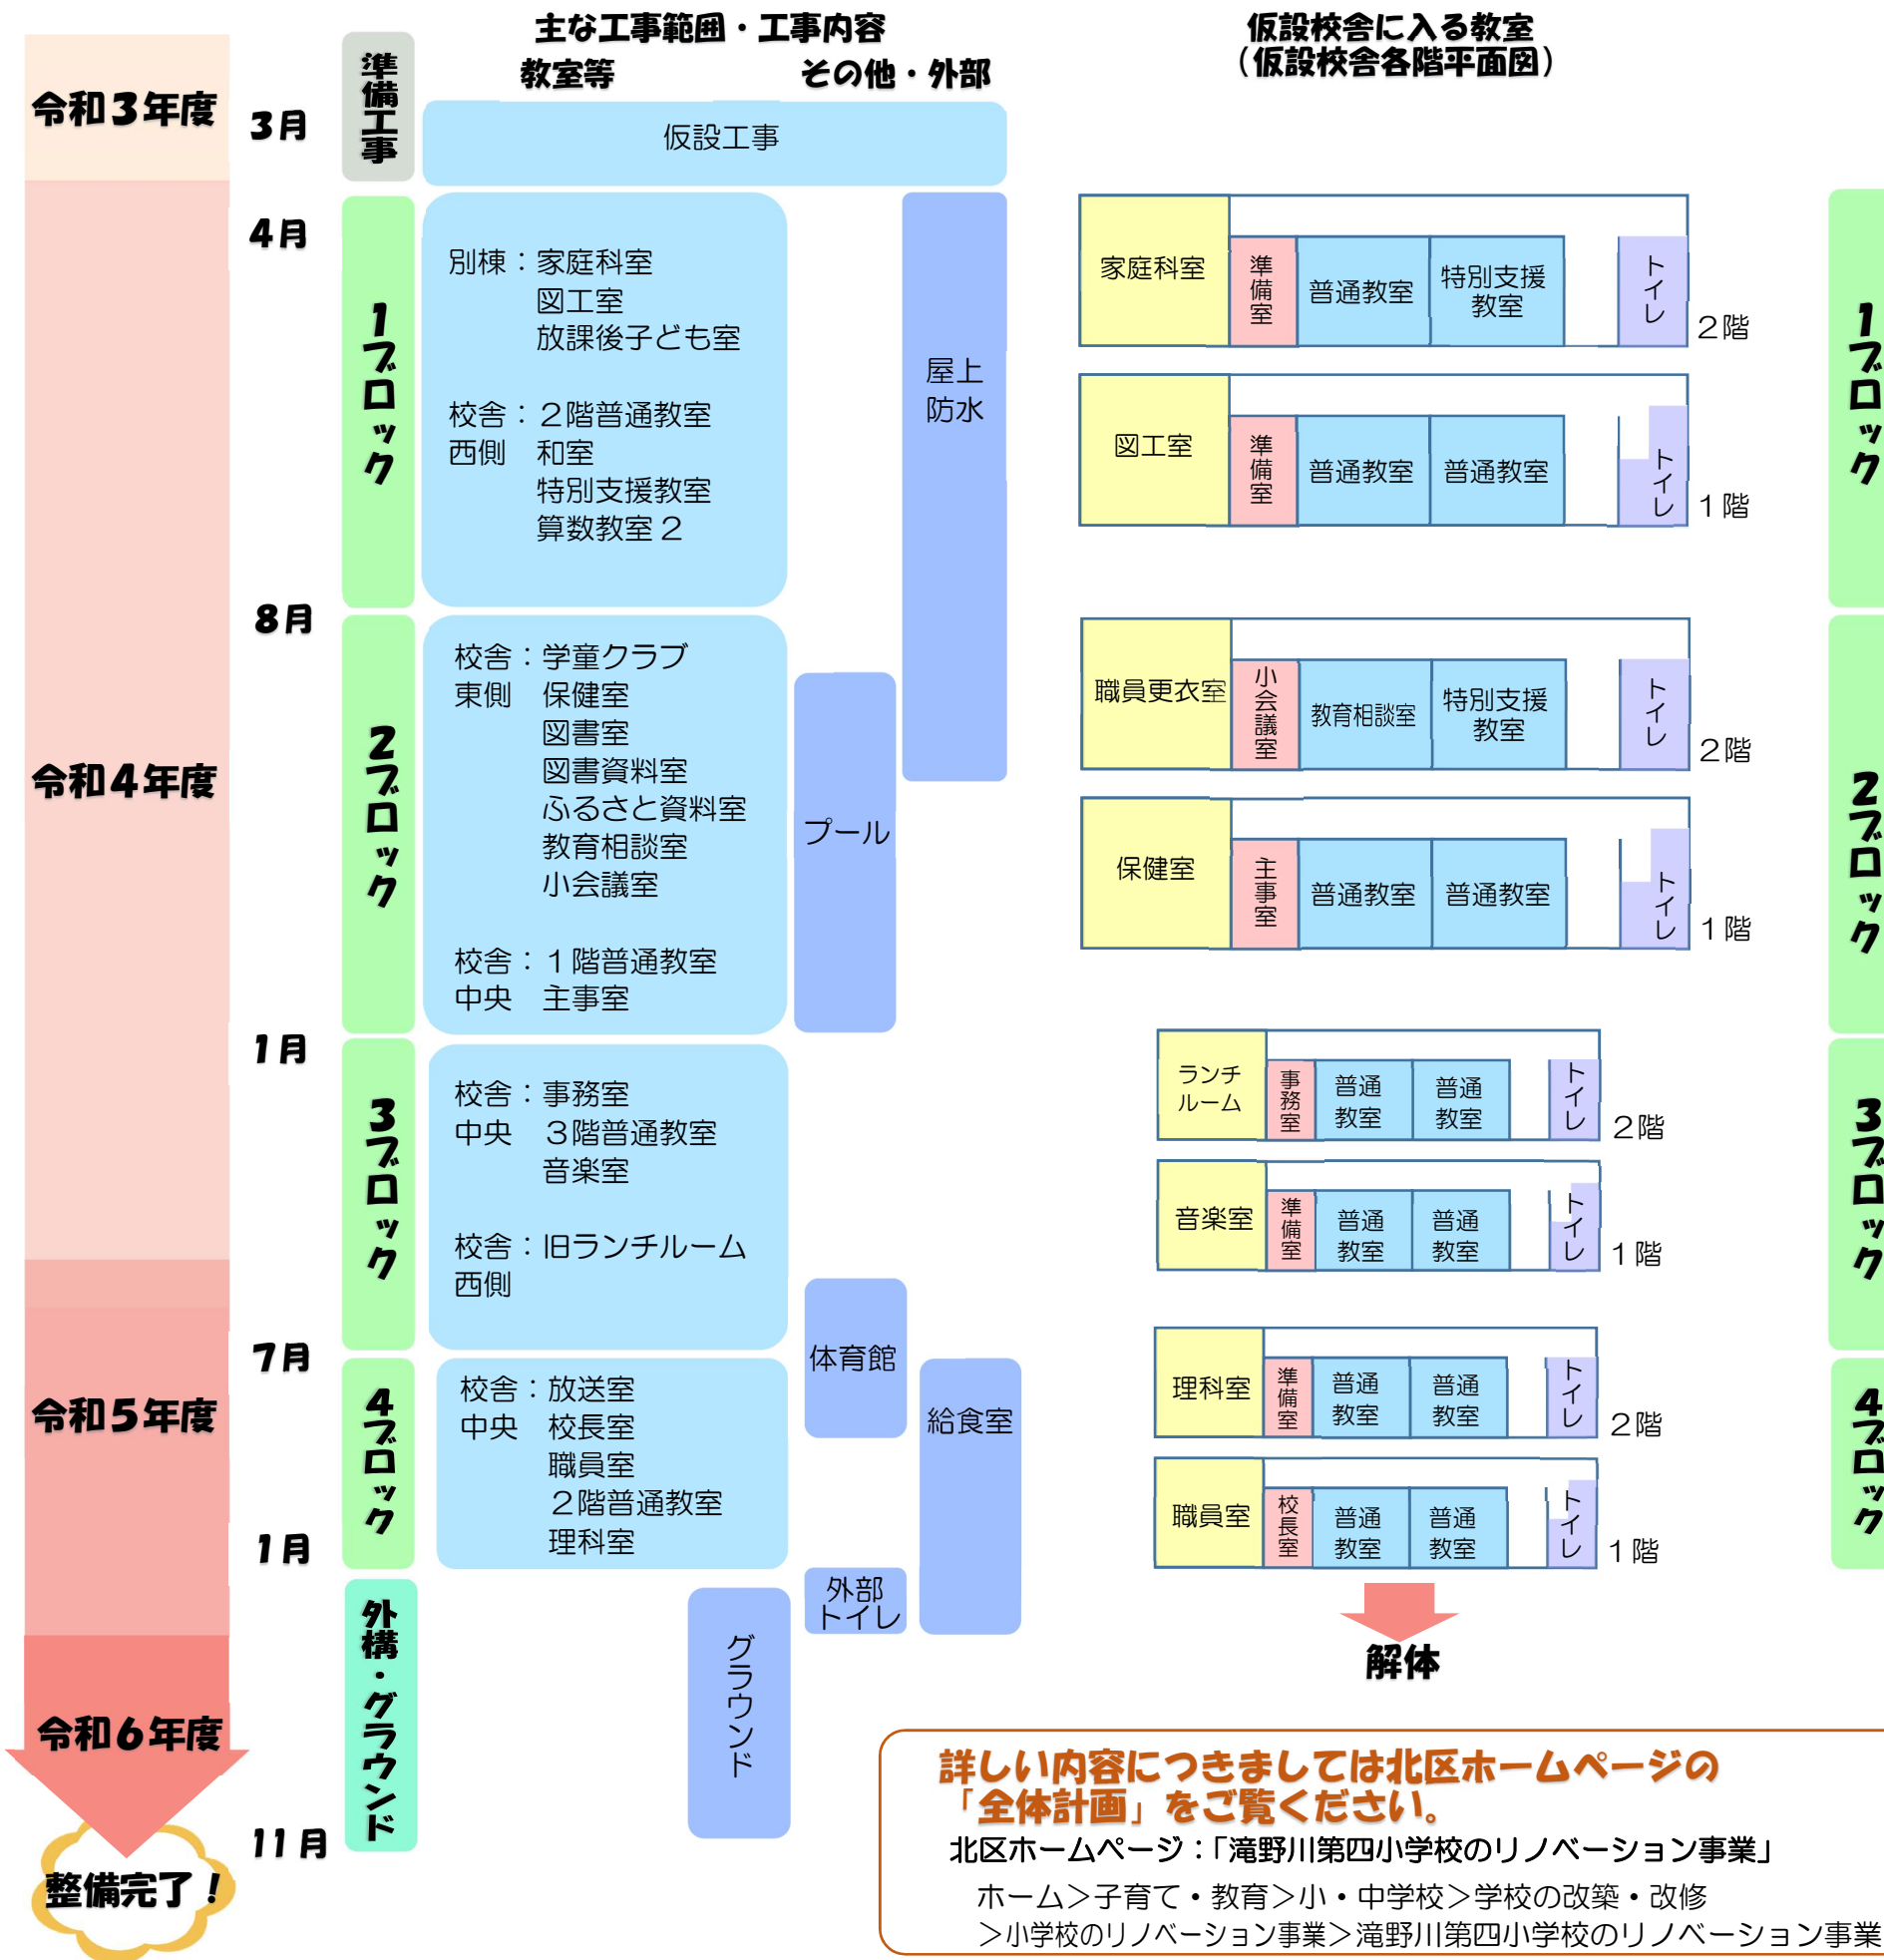 主な工事範囲・工事内容
教室等
その他・外部
仮設校舎に入る教室
（仮設校舎各階平面図）
令和３年度
3月
準備工事
仮設工事
令和４年度
4月
1ブロック
別棟：家庭科室
図工室
放課後子ども室
校舎：２階普通教室
西側　和室
特別支援教室
算数教室２
屋上
防水
家庭科室
準備室
普通教室
特別支援
教室
トイレ
２階
図工室
準備室
普通教室
普通教室
トイレ
１階
1ブロック
8月
2ブロック
校舎：学童クラブ
東側　保健室
図書室
図書資料室
ふるさと資料室
教育相談室
小会議室
校舎：１階普通教室
中央　主事室
プール
職員更衣室
小会議室
教育相談室
特別支援
教室
トイレ
２階
保健室
主事室
普通教室
普通教室
トイレ
１階
2ブロック
1月
3ブロック
校舎：事務室
中央　３階普通教室
音楽室
校舎：旧ランチルーム
西側
ランチ
ルーム
事務室
普通
教室
普通
教室
トイレ
２階
音楽室
準備室
普通
教室
普通
教室
トイレ
１階
3ブロック
令和５年度
7月
4ブロック
校舎：放送室
中央　校長室
職員室
２階普通教室
理科室
体育館
給食室
理科室
準備室
普通
教室
普通
教室
トイレ
２階
職員室
校長室
普通
教室
普通
教室
トイレ
１階
4ブロック
1月
外構・グラウンド
外部
トイレ
グラウンド
解体
令和６年度
11月
整備完了！
詳しい内容につきましては北区ホームページの
「全体計画」をご覧ください。
北区ホームページ：「滝野川第四小学校のリノベーション事業」
ホーム＞子育て・教育＞小・中学校＞学校の改築・改修
＞小学校のリノベーション事業＞滝野川第四小学校のリノベーション事業